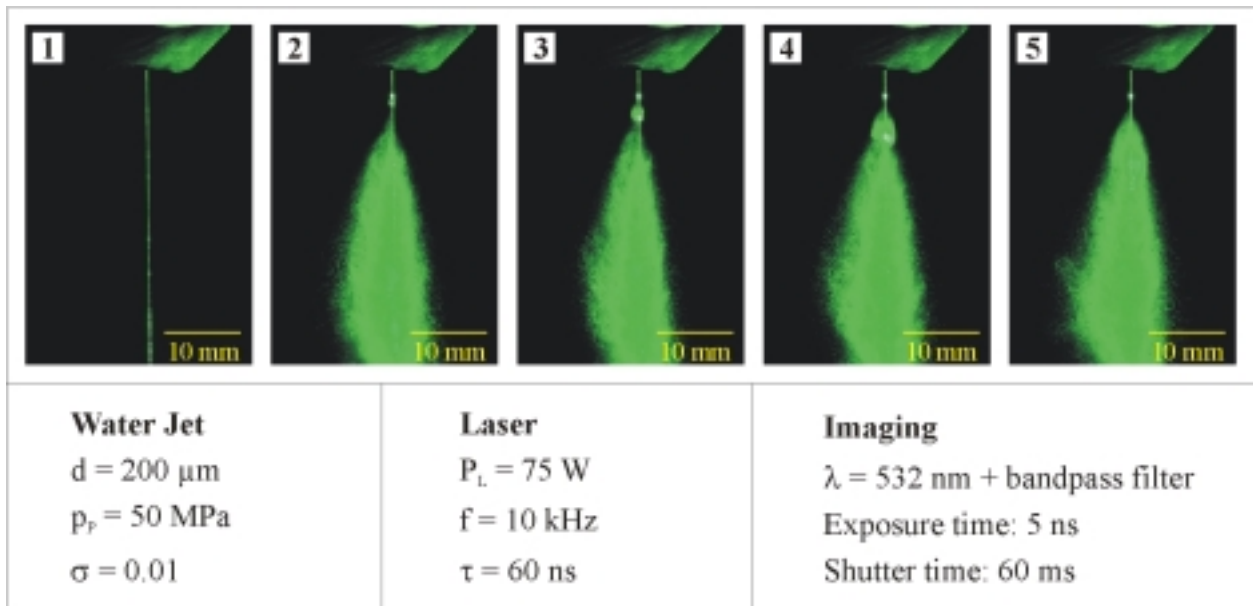 1
2
3
4
5
10 mm
10 mm
10 mm
10 mm
10 mm
Water Jet
d = 200 μm
pₚ = 50 MPa
σ = 0.01
Laser
P_L = 75 W
f = 10 kHz
τ = 60 ns
Imaging
λ = 532 nm + bandpass filter
Exposure time: 5 ns
Shutter time: 60 ms